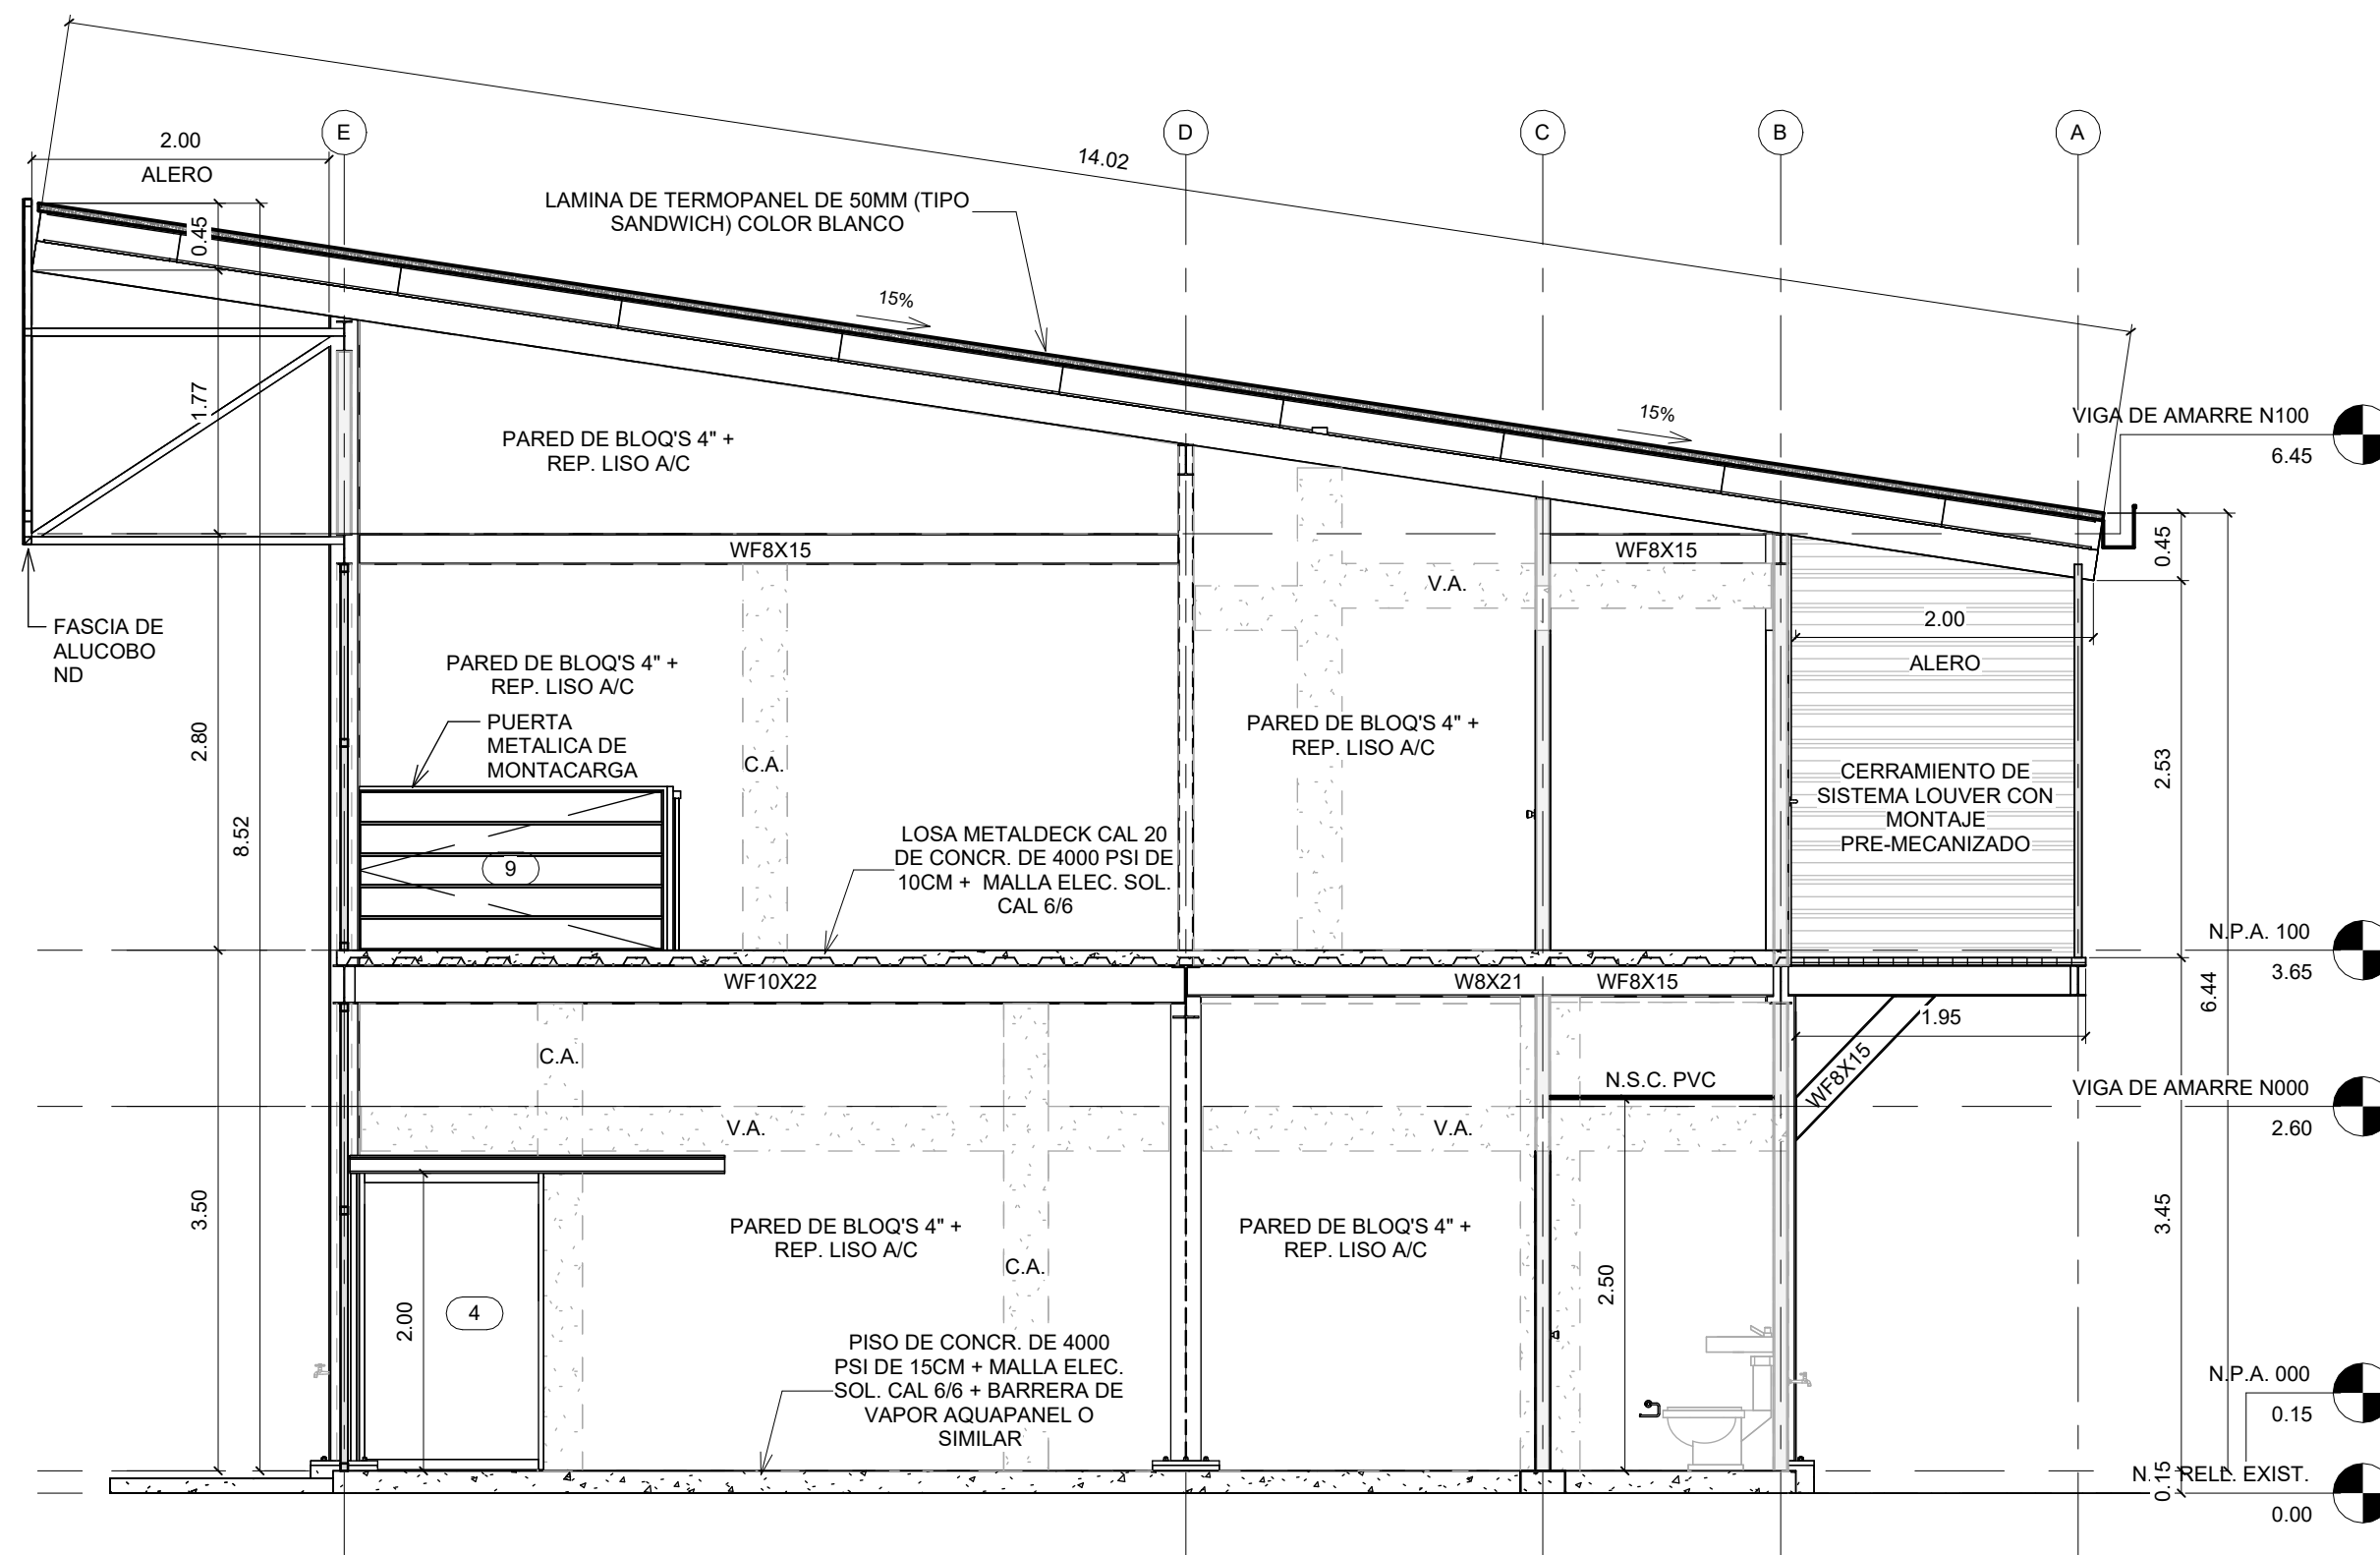 E
D
C
B
A
2.00
ALERO
14.02
LAMINA DE TERMOPANEL DE 50MM (TIPO
SANDWICH) COLOR BLANCO
0.45
15%
1.77
15%
VIGA DE AMARRE N100
6.45
PARED DE BLOQ'S 4" +
REP. LISO A/C
WF8X15
WF8X15
0.45
V.A.
FASCIA DE
ALUCOBO
ND
2.00
ALERO
PARED DE BLOQ'S 4" +
REP. LISO A/C
PUERTA
METALICA DE
MONTACARGA
2.80
C.A.
PARED DE BLOQ'S 4" +
REP. LISO A/C
CERRAMIENTO DE
SISTEMA LOUVER CON
MONTAJE
PRE-MECANIZADO
2.53
8.52
9
LOSA METALDECK CAL 20
DE CONCR. DE 4000 PSI DE
10CM + MALLA ELEC. SOL.
CAL 6/6
N.P.A. 100
3.65
WF10X22
W8X21
WF8X15
6.44
1.95
C.A.
WF8X15
N.S.C. PVC
VIGA DE AMARRE N000
2.60
V.A.
V.A.
3.50
PARED DE BLOQ'S 4" +
REP. LISO A/C
PARED DE BLOQ'S 4" +
REP. LISO A/C
3.45
C.A.
2.50
2.00
4
PISO DE CONCR. DE 4000
PSI DE 15CM + MALLA ELEC.
SOL. CAL 6/6 + BARRERA DE
VAPOR AQUAPANEL O
SIMILAR
N.P.A. 000
0.15
0.15
RELL. EXIST.
0.00